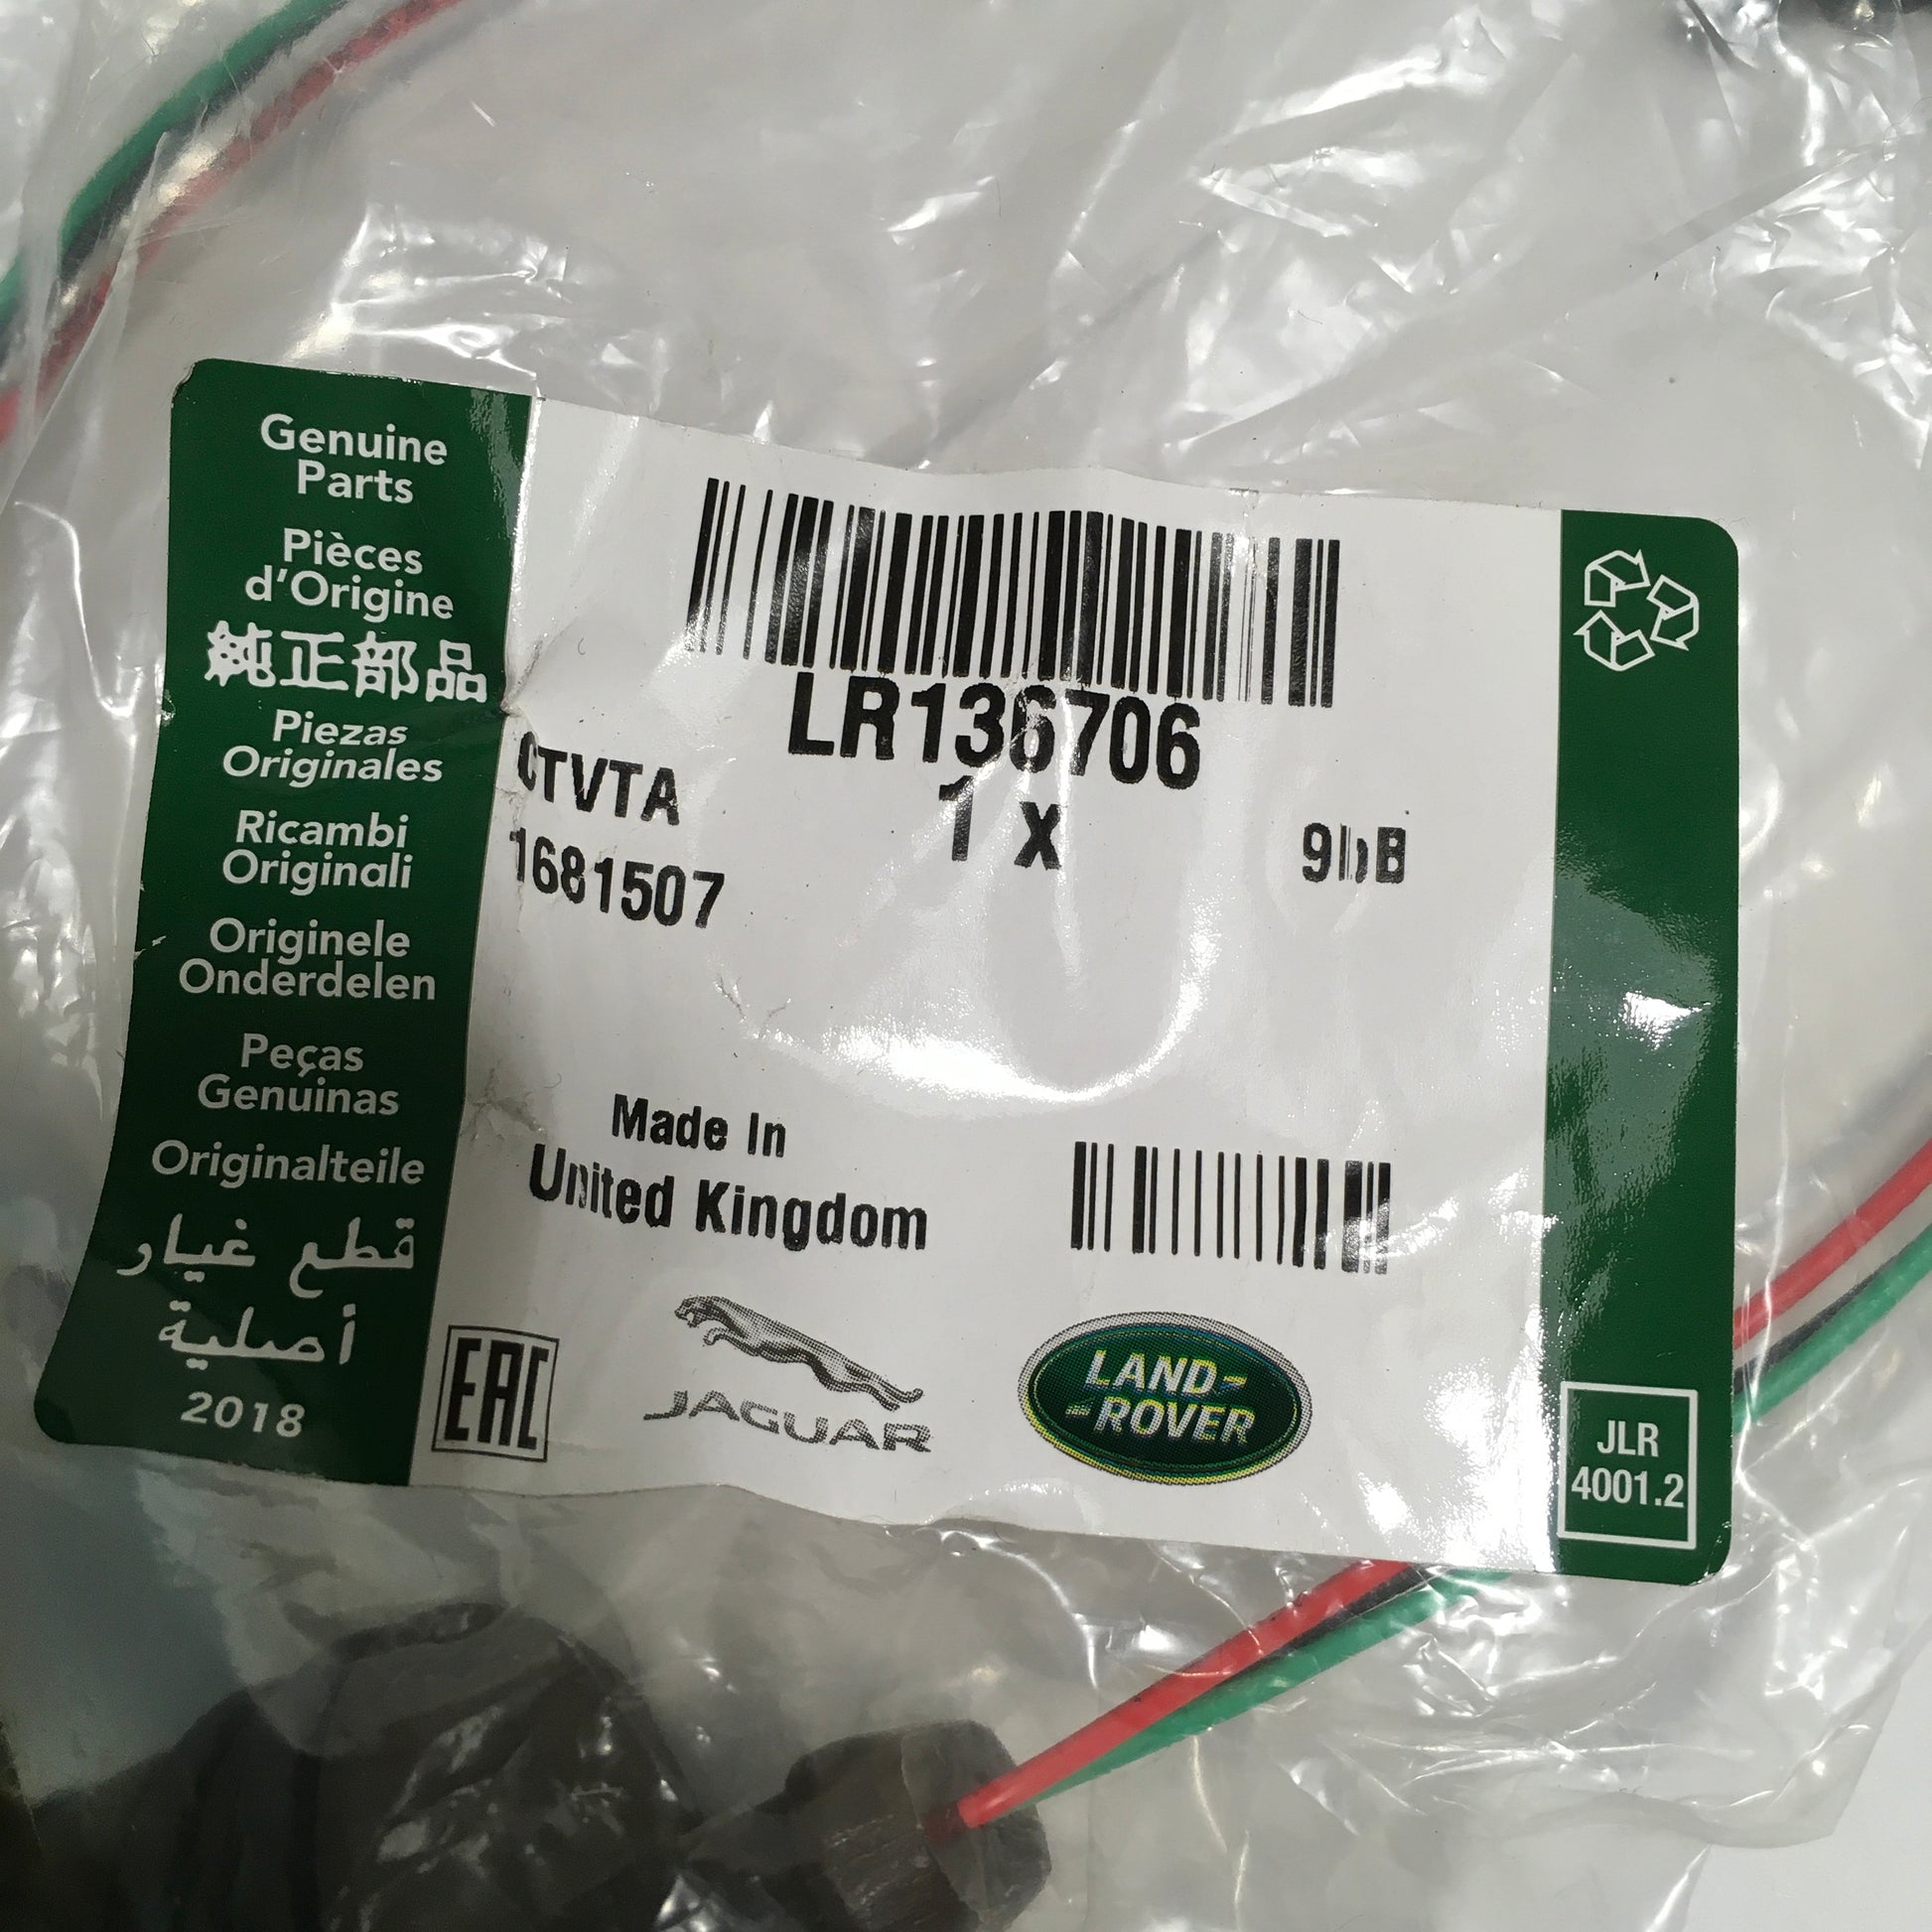 Genuine
Parts
Pièces
d'Origine
純正部品
Piezas
Originales
Ricambi
Originali
Originele
Onderdelen
Peças
Genuinas
Originalteile
قطع غيار
أصلية
2018
LR136706
CTVTA
1 x
1681507
Made In
United Kingdom
EAC
JAGUAR
LAND-
-ROVER
JLR
4001.2